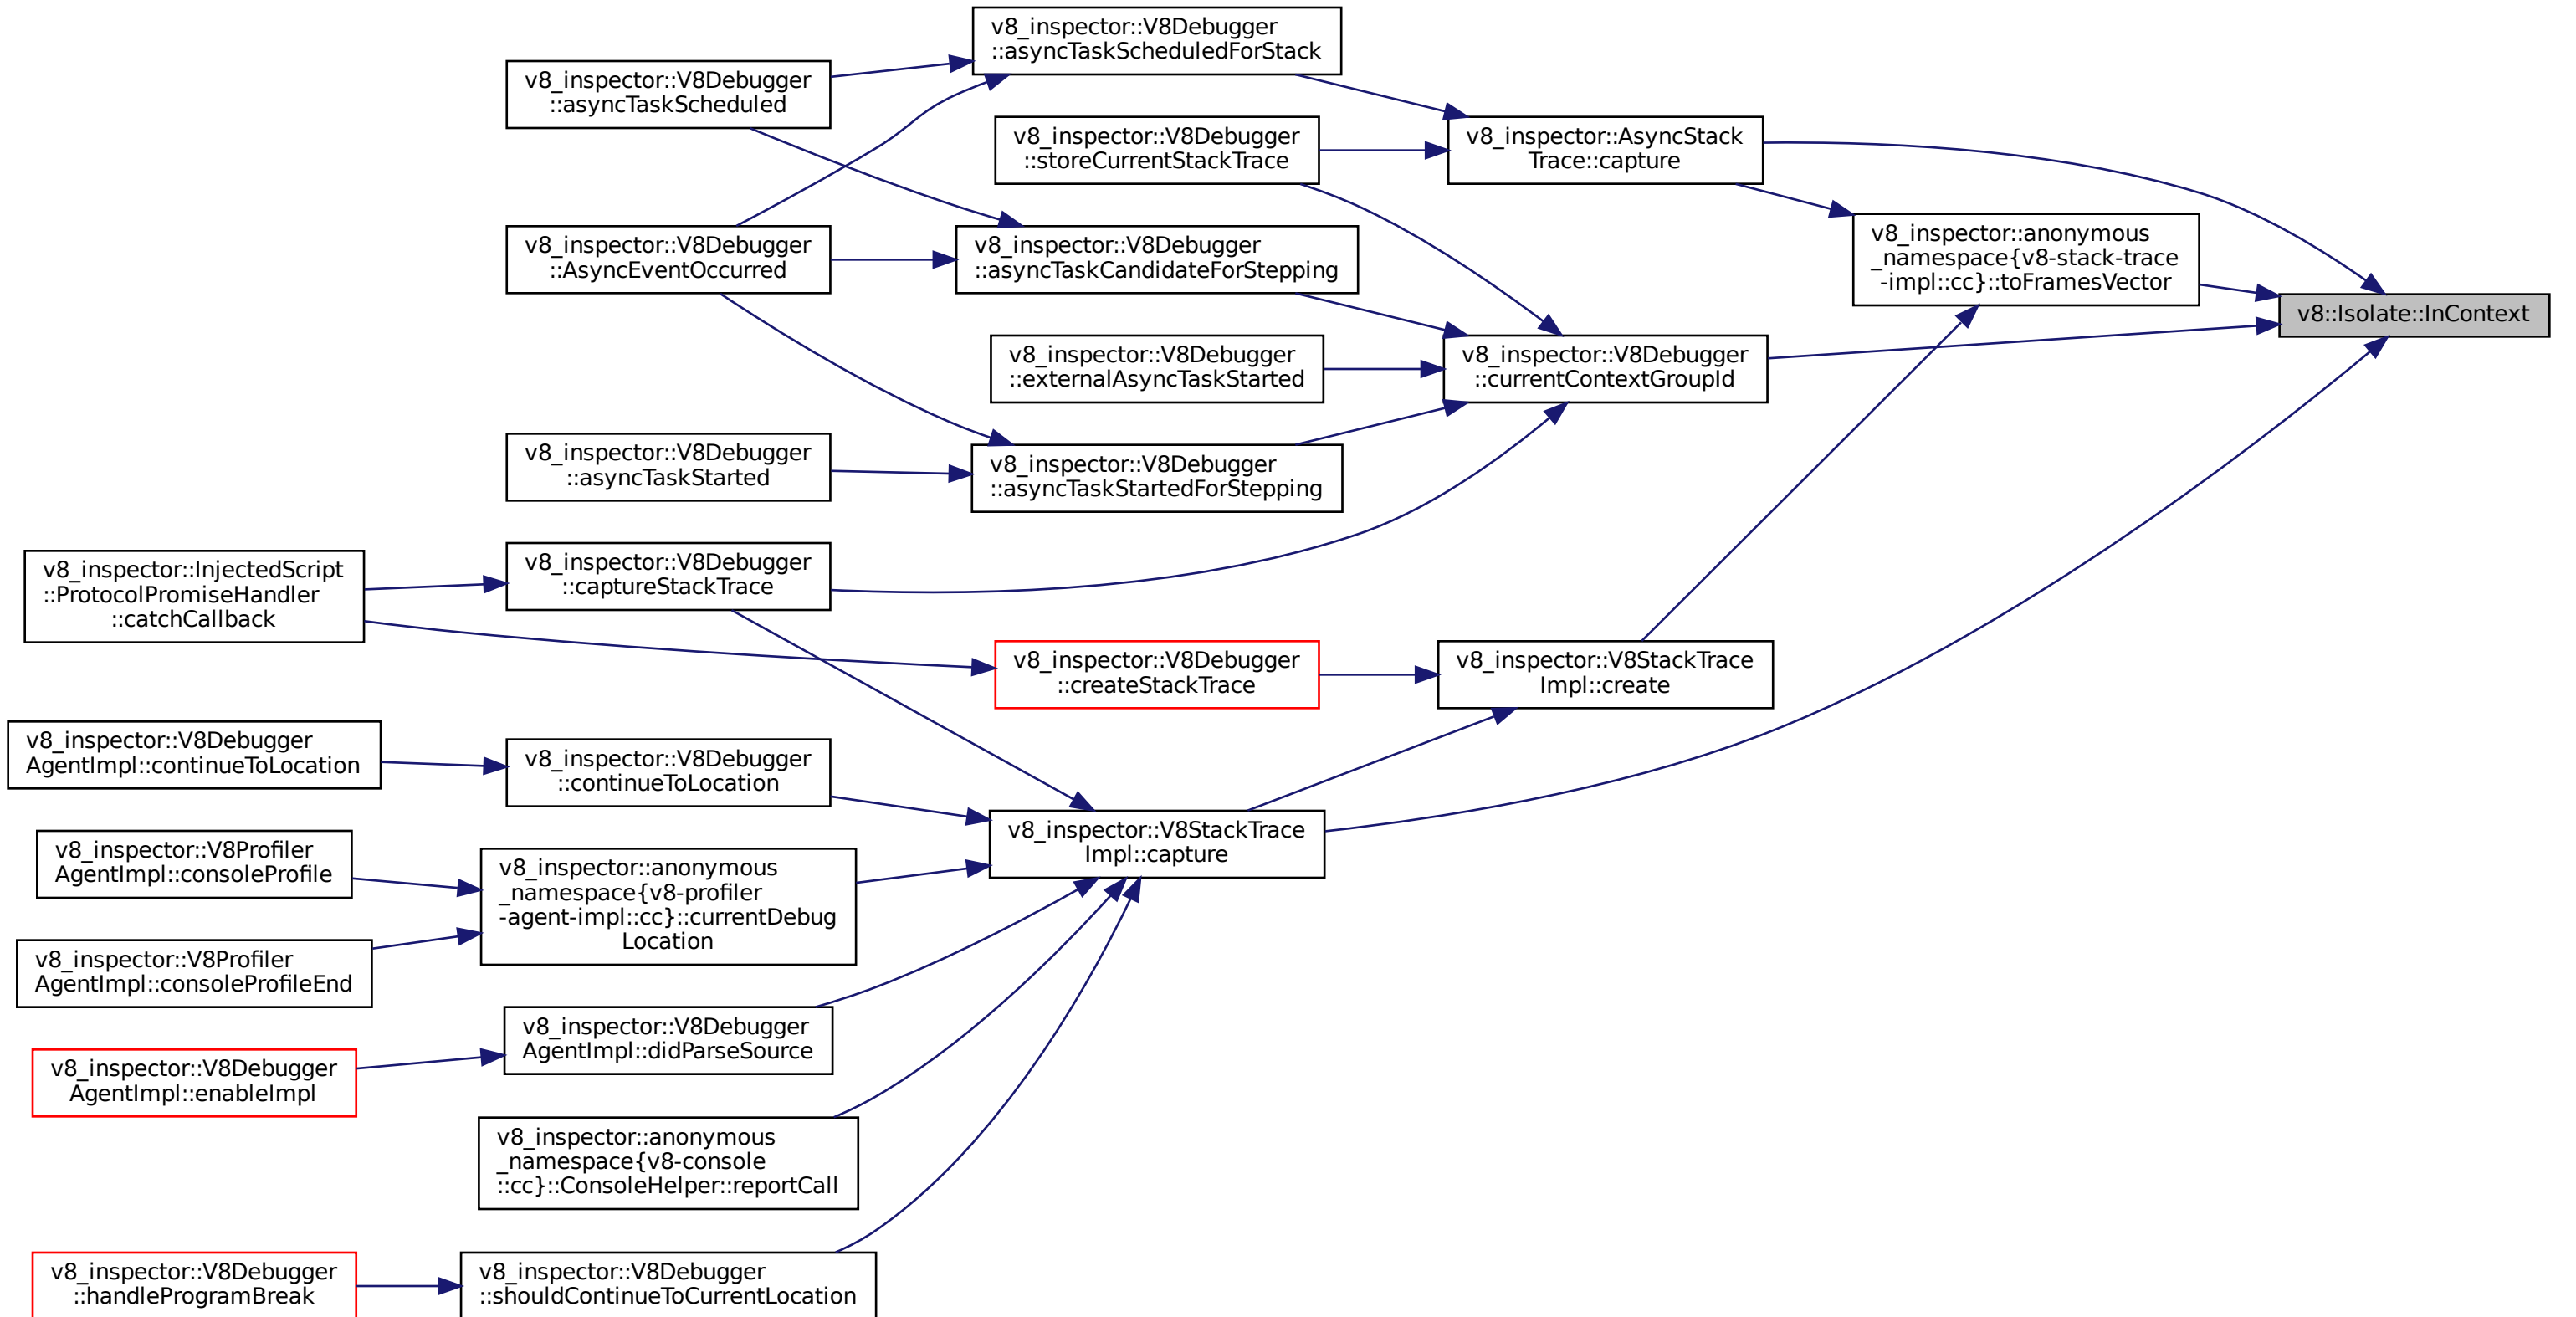 v8_inspector::V8Debugger
::asyncTaskScheduledForStack
v8_inspector::V8Debugger
::asyncTaskScheduled
v8_inspector::V8Debugger
::storeCurrentStackTrace
v8_inspector::AsyncStack
Trace::capture
v8_inspector::V8Debugger
::AsyncEventOccurred
v8_inspector::V8Debugger
::asyncTaskCandidateForStepping
v8_inspector::anonymous
_namespace{v8-stack-trace
-impl::cc}::toFramesVector
v8::Isolate::InContext
v8_inspector::V8Debugger
::externalAsyncTaskStarted
v8_inspector::V8Debugger
::currentContextGroupId
v8_inspector::V8Debugger
::asyncTaskStarted
v8_inspector::V8Debugger
::asyncTaskStartedForStepping
v8_inspector::InjectedScript
::ProtocolPromiseHandler
::catchCallback
v8_inspector::V8Debugger
::captureStackTrace
v8_inspector::V8Debugger
::createStackTrace
v8_inspector::V8StackTrace
Impl::create
v8_inspector::V8Debugger
AgentImpl::continueToLocation
v8_inspector::V8Debugger
::continueToLocation
v8_inspector::V8StackTrace
Impl::capture
v8_inspector::V8Profiler
AgentImpl::consoleProfile
v8_inspector::anonymous
_namespace{v8-profiler
-agent-impl::cc}::currentDebug
Location
v8_inspector::V8Profiler
AgentImpl::consoleProfileEnd
v8_inspector::V8Debugger
AgentImpl::didParseSource
v8_inspector::V8Debugger
AgentImpl::enableImpl
v8_inspector::anonymous
_namespace{v8-console
::cc}::ConsoleHelper::reportCall
v8_inspector::V8Debugger
::handleProgramBreak
v8_inspector::V8Debugger
::shouldContinueToCurrentLocation